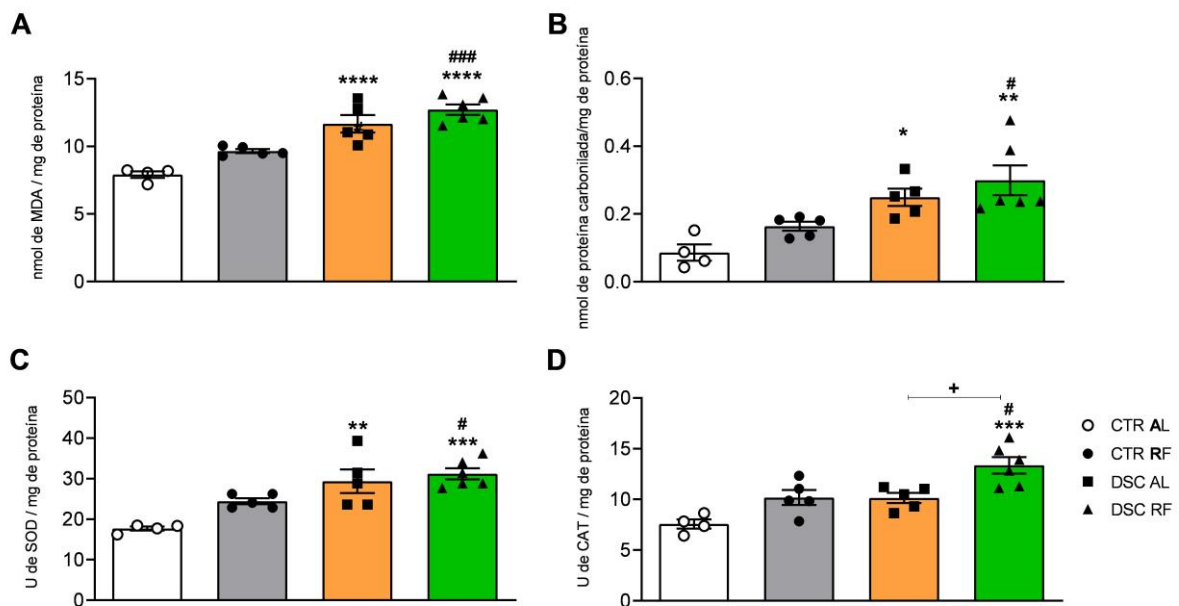 A
nmol de MDA / mg de proteína
15
10
5
0
****
###
****
B
nmol de proteína carbonilada/mg de proteína
0.6
0.4
0.2
0.0
*
#
**
C
U de SOD / mg de proteína
50
40
30
20
10
0
**
#
***
D
U de CAT / mg de proteína
20
15
10
5
0
+
#
***
CTR AL
CTR RF
DSC AL
DSC RF